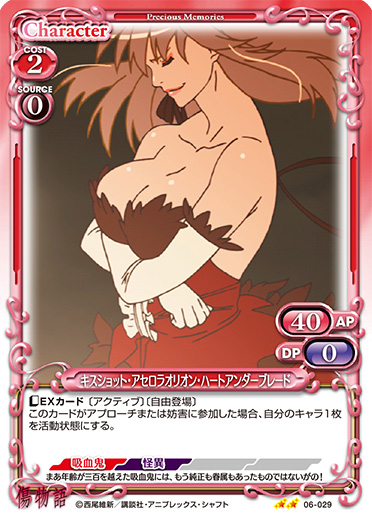 Precious Memories
Character
COST
2
SOURCE
0
40 AP
DP 0
キスショット・アセロラオリオン・ハートアンダーブレード
EXカード 〔アクティブ〕〔自由登場〕
このカードがアプローチまたは妨害に参加した場合、自分のキャラ1枚
を活動状態にする。
吸血鬼 怪異
まあ年齢が三百を越えた吸血鬼には、もう純正も眷属もあったものではないがの!
傷物語
©西尾維新/講談社・アニプレックス・シャフト
06-029